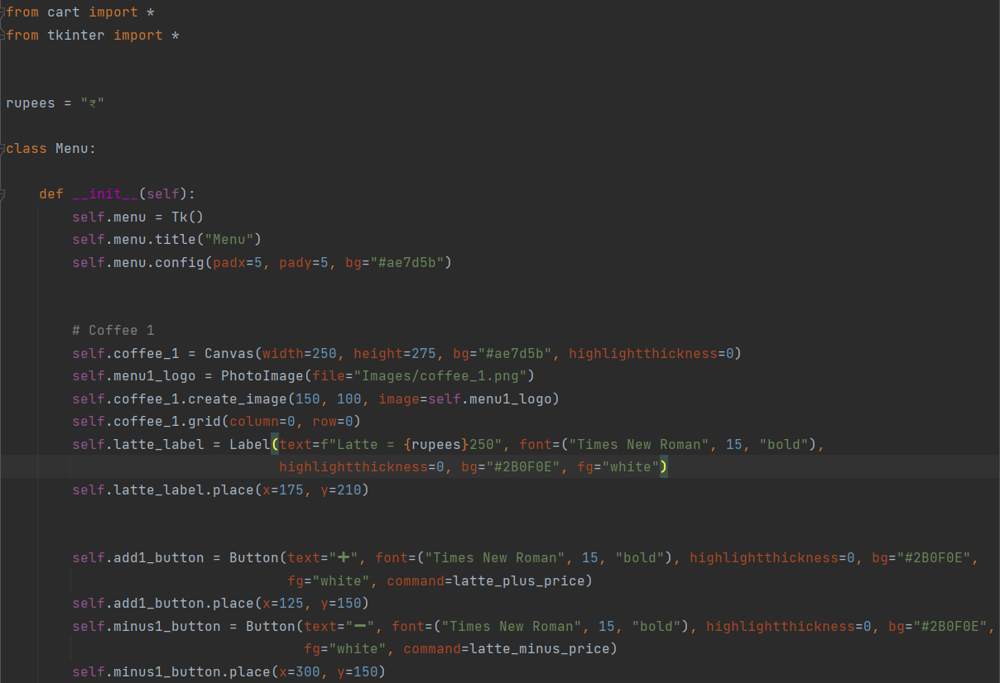 from cart import *
from tkinter import *
rupees = "₹"
class Menu:
def __init__(self):
self.menu = Tk()
self.menu.title("Menu")
self.menu.config(padx=5, pady=5, bg="#ae7d5b")
# Coffee 1
self.coffee_1 = Canvas(width=250, height=275, bg="#ae7d5b", highlightthickness=0)
self.menu1_logo = PhotoImage(file="Images/coffee_1.png")
self.coffee_1.create_image(150, 100, image=self.menu1_logo)
self.coffee_1.grid(column=0, row=0)
self.latte_label = Label(text=f"Latte = {rupees}250", font=("Times New Roman", 15, "bold"),
highlightthickness=0, bg="#2B0F0E", fg="white")
self.latte_label.place(x=175, y=210)
self.add1_button = Button(text="➕", font=("Times New Roman", 15, "bold"), highlightthickness=0, bg="#2B0F0E",
fg="white", command=latte_plus_price)
self.add1_button.place(x=125, y=150)
self.minus1_button = Button(text="➖", font=("Times New Roman", 15, "bold"), highlightthickness=0, bg="#2B0F0E",
fg="white", command=latte_minus_price)
self.minus1_button.place(x=300, y=150)